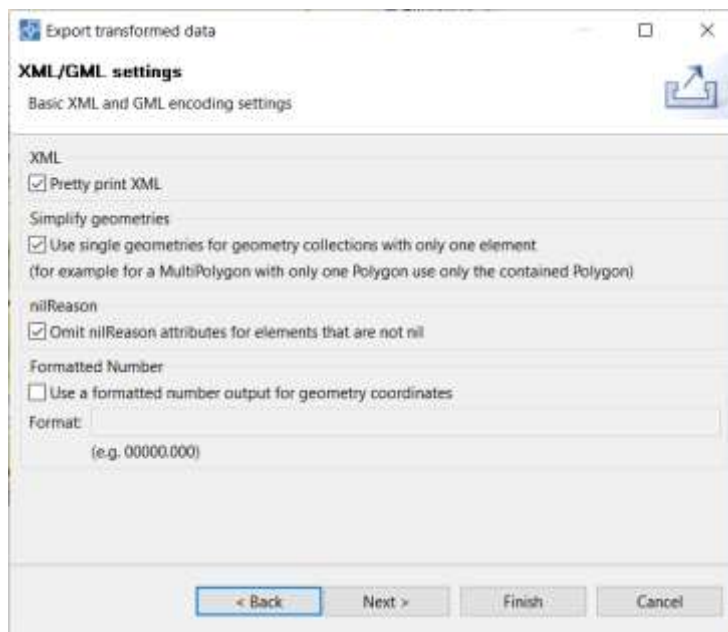 Export transformed data
XML/GML settings
Basic XML and GML encoding settings
XML
Pretty print XML
Simplify geometries
Use single geometries for geometry collections with only one element
(for example for a MultiPolygon with only one Polygon use only the contained Polygon)
nilReason
Omit nilReason attributes for elements that are not nil
Formatted Number
Use a formatted number output for geometry coordinates
Format:
(e.g. 00000.000)
< Back Next > Finish Cancel